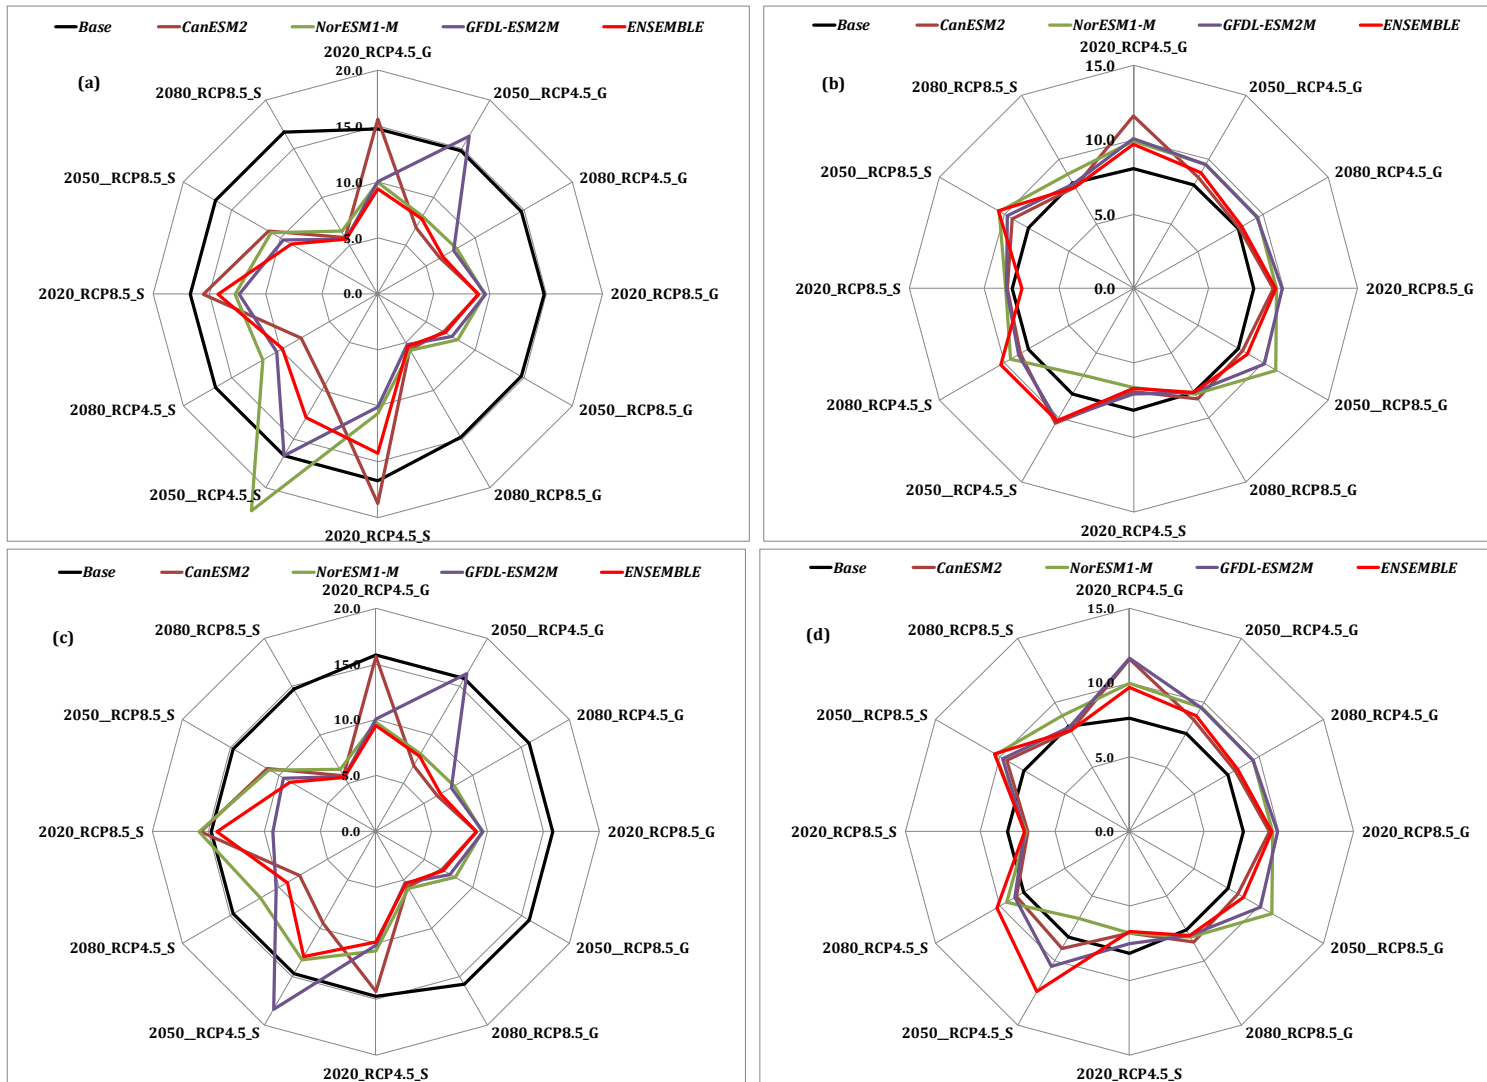 Base CanESM2 NorESM1-M GFDL-ESM2M ENSEMBLE
2020_RCP4.5_G
20.0
(a)
2080_RCP8.5_S
2050__RCP4.5_G
15.0
2050__RCP8.5_S
2080_RCP4.5_G
10.0
5.0
2020_RCP8.5_S
0.0
2020_RCP8.5_G
2080_RCP4.5_S
2050__RCP8.5_G
2050__RCP4.5_S
2080_RCP8.5_G
2020_RCP4.5_S
Base CanESM2 NorESM1-M GFDL-ESM2M ENSEMBLE
2020_RCP4.5_G
15.0
(b)
2080_RCP8.5_S
2050__RCP4.5_G
10.0
2050__RCP8.5_S
2080_RCP4.5_G
5.0
2020_RCP8.5_S
0.0
2020_RCP8.5_G
2080_RCP4.5_S
2050__RCP8.5_G
2050__RCP4.5_S
2080_RCP8.5_G
2020_RCP4.5_S
Base CanESM2 NorESM1-M GFDL-ESM2M ENSEMBLE
2020_RCP4.5_G
20.0
(c)
2080_RCP8.5_S
2050__RCP4.5_G
15.0
2050__RCP8.5_S
2080_RCP4.5_G
10.0
5.0
2020_RCP8.5_S
0.0
2020_RCP8.5_G
2080_RCP4.5_S
2050__RCP8.5_G
2050__RCP4.5_S
2080_RCP8.5_G
2020_RCP4.5_S
Base CanESM2 NorESM1-M GFDL-ESM2M ENSEMBLE
2020_RCP4.5_G
15.0
(d)
2080_RCP8.5_S
2050__RCP4.5_G
10.0
2050__RCP8.5_S
2080_RCP4.5_G
5.0
2020_RCP8.5_S
0.0
2020_RCP8.5_G
2080_RCP4.5_S
2050__RCP8.5_G
2050__RCP4.5_S
2080_RCP8.5_G
2020_RCP4.5_S